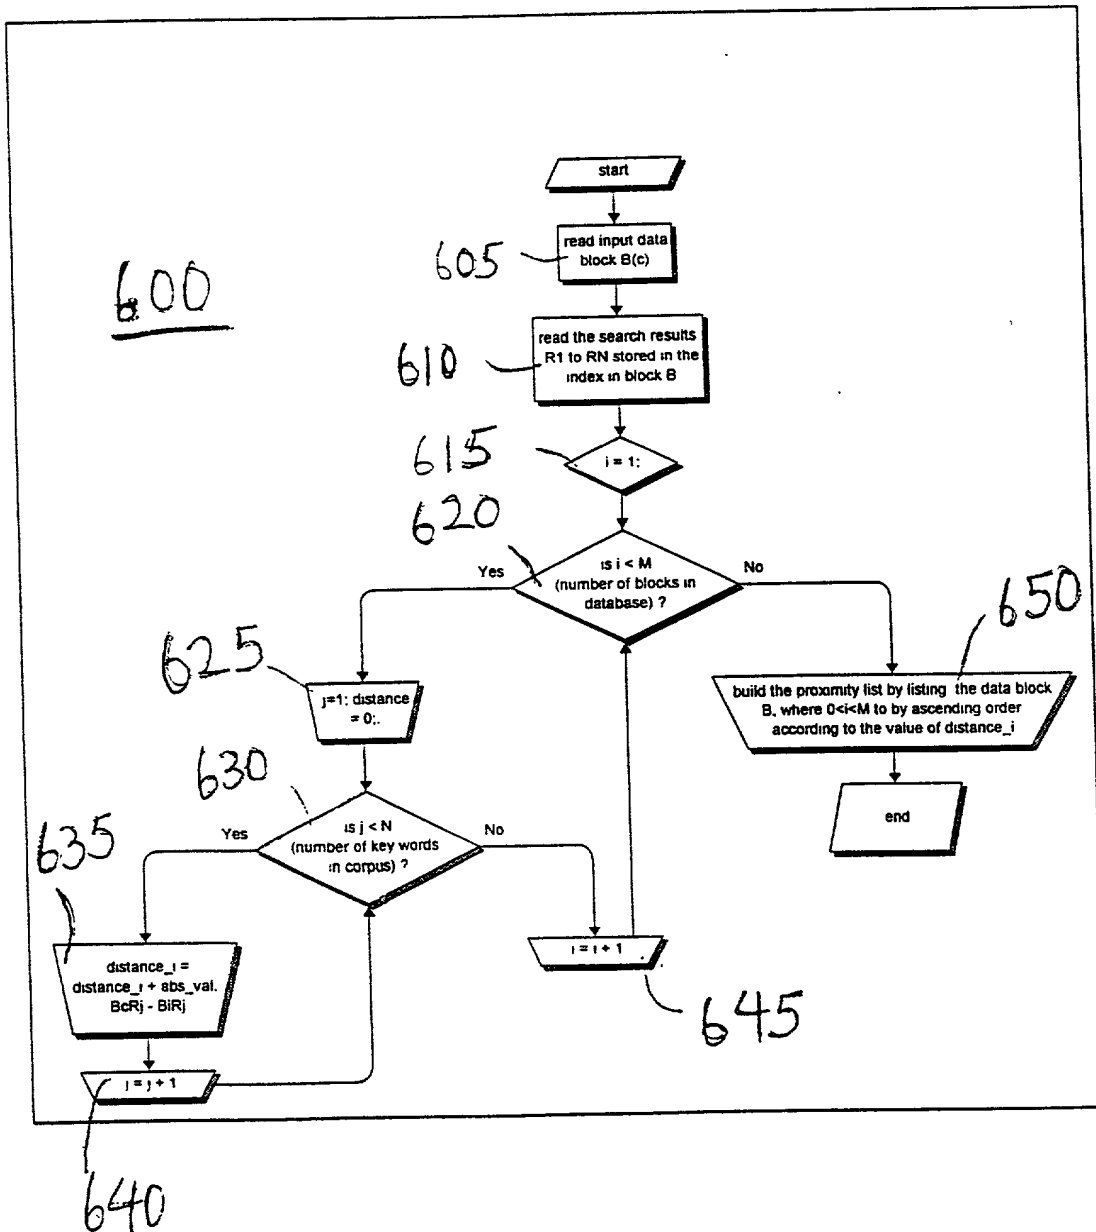 start
605
read input data
block B(c)
600
610
read the search results
R1 to RN stored in the
index in block B
615
i = 1;
620
Yes
is i < M
(number of blocks in
database) ?
No
650
625
j=1; distance
= 0;.
build the proximity list by listing the data block
B, where 0<i<M to by ascending order
according to the value of distance_i
630
end
635
Yes
is j < N
(number of key words
in corpus) ?
No
distance_i =
distance_i + abs_val.
BcRj - BiRj
i = i + 1
645
j = j + 1
640